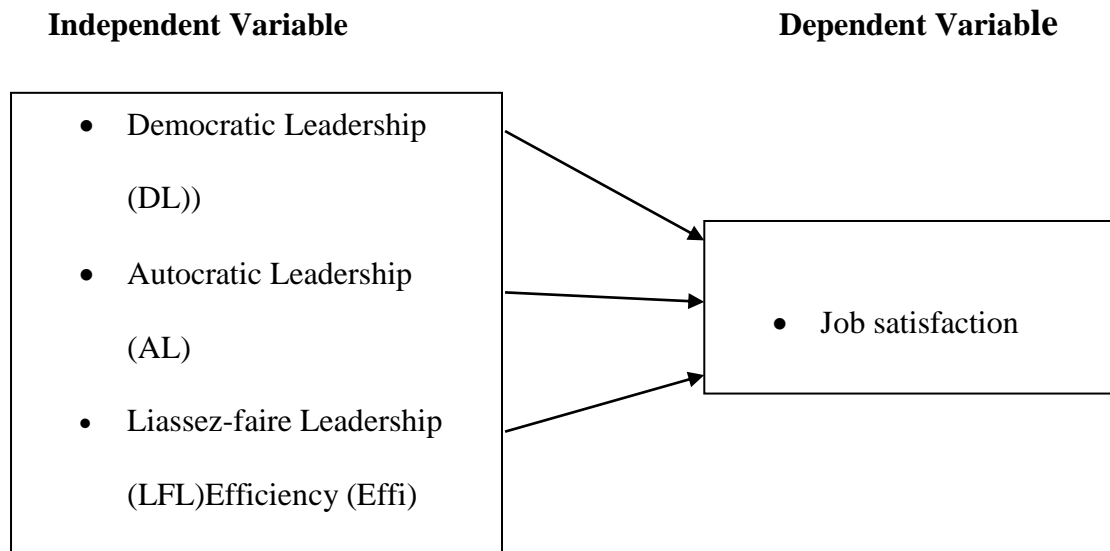 Independent Variable
Dependent Variable
• Democratic Leadership
(DL))
• Autocratic Leadership
(AL)
• Liassez-faire Leadership
(LFL)Efficiency (Effi)
• Job satisfaction